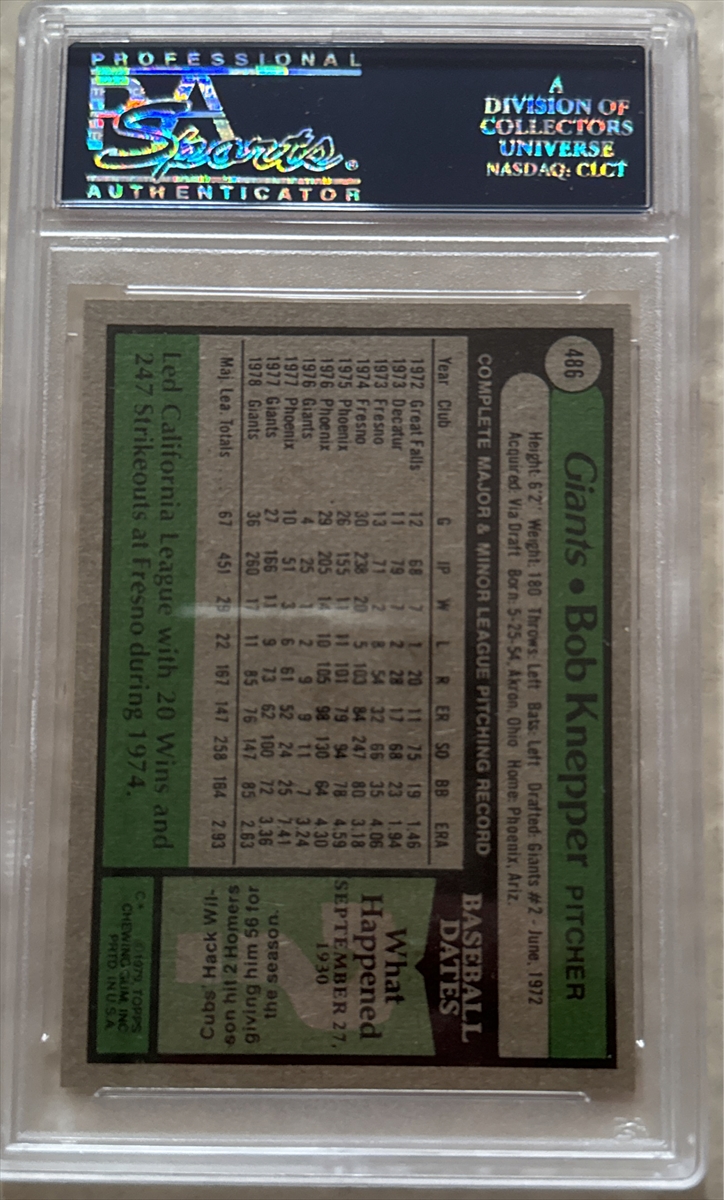 PROFESSIONAL
PSA
Sports®
AUTHENTICATOR
A
DIVISION OF
COLLECTORS
UNIVERSE
NASDAQ: CLCT
486
Giants • Bob Knepper PITCHER
Height: 6'2" Weight: 180 Throws: Left Bats: Left Drafted: Giants #2 - June, 1972
Acquired: Via Draft Born: 5-25-54, Akron, Ohio Home: Phoenix, Ariz.
COMPLETE MAJOR & MINOR LEAGUE PITCHING RECORD
Year Club G IP W L R ER SO BB ERA
1972 Great Falls 12 68 7 1 20 11 75 19 1.46
1973 Decatur 11 79 7 2 28 17 68 23 1.94
1973 Fresno 13 71 2 8 54 32 66 35 4.06
1974 Fresno 30 238 20 5 103 84 247 80 3.18
1975 Phoenix 26 155 11 11 101 79 94 78 4.59
1976 Phoenix 29 205 14 10 105 98 130 64 4.30
1976 Giants 4 25 1 2 9 9 11 7 3.24
1977 Phoenix 10 51 3 6 61 52 24 25 7.41
1977 Giants 27 166 11 9 73 62 100 72 3.36
1978 Giants 36 260 17 11 85 76 147 85 2.63
Maj. Lea. Totals 67 451 29 22 167 147 258 164 2.93
Led California League with 20 Wins and
247 Strikeouts at Fresno during 1974.
BASEBALL
DATES
What
Happened
SEPTEMBER 27,
1930
Cubs' Hack Wil-
son hit 2 Homers
giving him 56 for
the season.
C* ©1979 TOPPS
CHEWING GUM, INC.
PRTD. IN U.S.A.